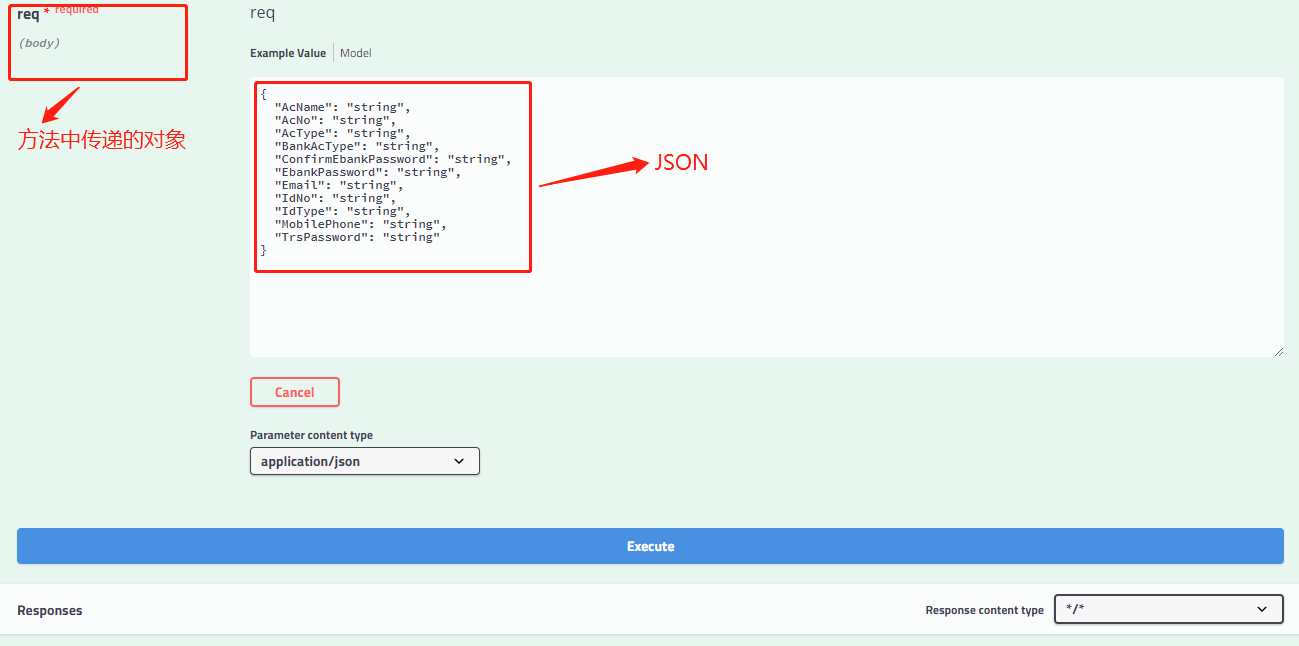 req * required
(body)
方法中传递的对象
req
Example Value
Model
{
"AcName": "string",
"AcNo": "string",
"AcType": "string",
"BankAcType": "string",
"ConfirmEbankPassword": "string",
"EbankPassword": "string",
"Email": "string",
"IdNo": "string",
"IdType": "string",
"MobilePhone": "string",
"TrsPassword": "string"
}
JSON
Cancel
Parameter content type
application/json
Execute
Responses
Response content type
*/*